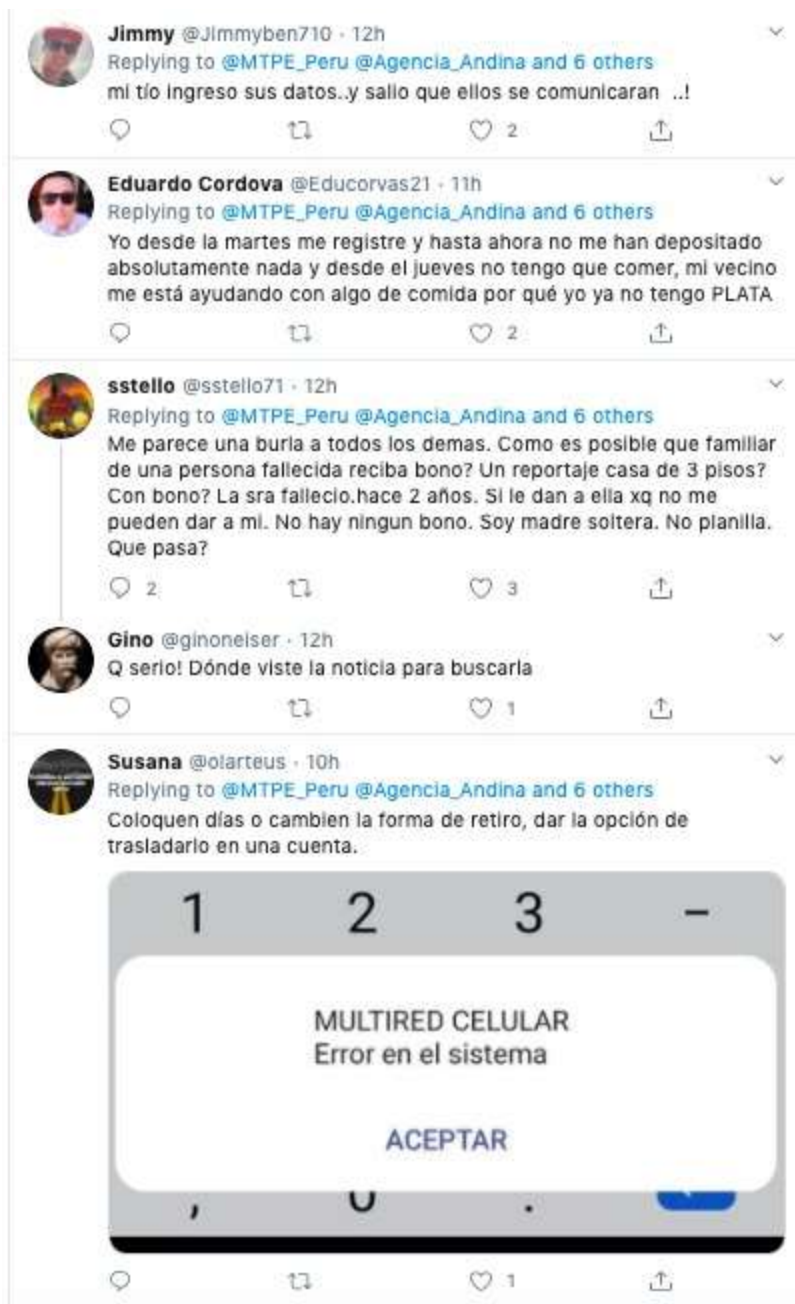 Jimmy @Jimmyben710 · 12h
Replying to @MTPE_Peru @Agencia_Andina and 6 others
mi tío ingreso sus datos..y salio que ellos se comunicaran ..!
2
Eduardo Cordova @Educorvas21 · 11h
Replying to @MTPE_Peru @Agencia_Andina and 6 others
Yo desde la martes me registre y hasta ahora no me han depositado
absolutamente nada y desde el jueves no tengo que comer, mi vecino
me está ayudando con algo de comida por qué yo ya no tengo PLATA
2
sstello @sstello71 · 12h
Replying to @MTPE_Peru @Agencia_Andina and 6 others
Me parece una burla a todos los demas. Como es posible que familiar
de una persona fallecida reciba bono? Un reportaje casa de 3 pisos?
Con bono? La sra fallecio.hace 2 años. Si le dan a ella xq no me
pueden dar a mi. No hay ningun bono. Soy madre soltera. No planilla.
Que pasa?
2 3
Gino @ginoneiser · 12h
Q serio! Dónde viste la noticia para buscarla
1
Susana @olarteus · 10h
Replying to @MTPE_Peru @Agencia_Andina and 6 others
Coloquen días o cambien la forma de retiro, dar la opción de
trasladarlo en una cuenta.
1 2 3 –
MULTIRED CELULAR
Error en el sistema
ACEPTAR
, 0 .
1